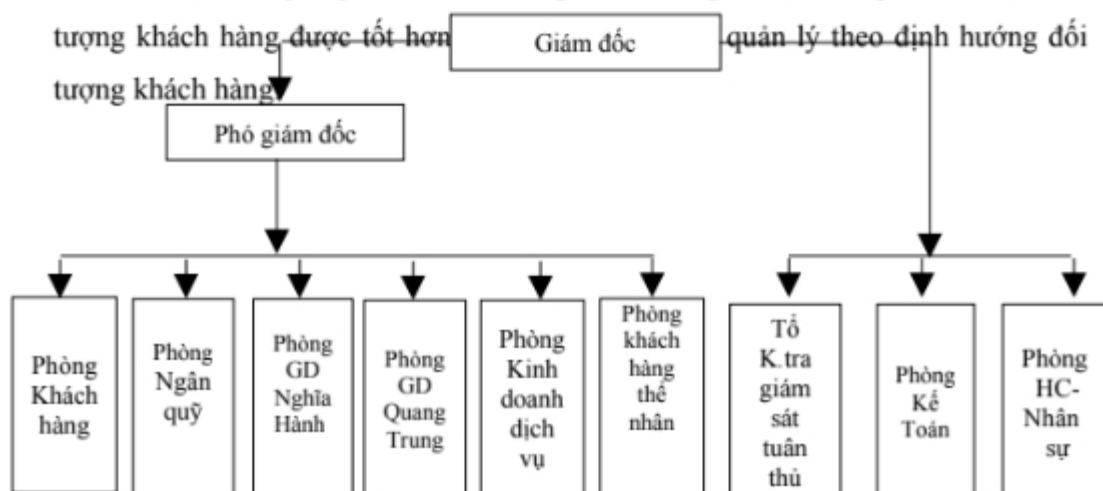 tượng khách hàng được tốt hơn
Giám đốc
quản lý theo định hướng đối
tượng khách hàng
Phó giám đốc
Phòng
Khách
hàng
Phòng
Ngân
quỹ
Phòng
GD
Nghĩa
Hành
Phòng
GD
Quang
Trung
Phòng
Kinh
doanh
dịch
vụ
Phòng
khách
hàng
thể
nhân
Tổ
K.tra
giám
sát
tuân
thủ
Phòng
Kế
Toán
Phòng
HC-
Nhân
sự